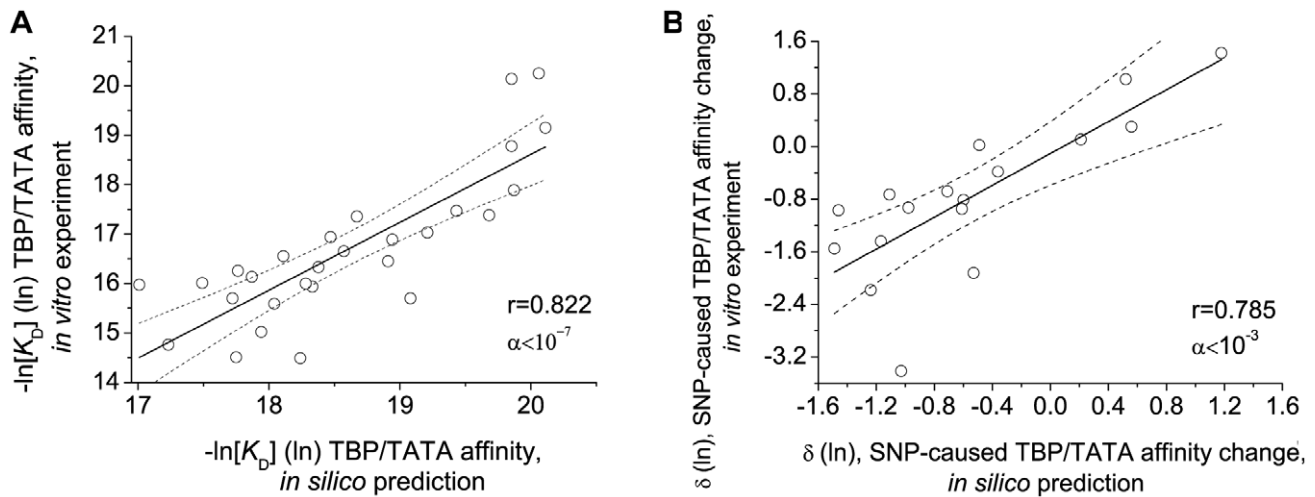 A
-ln[K_D] (ln) TBP/TATA affinity,
in vitro experiment
21
20
19
18
17
16
15
14
17
18
19
20
r=0.822
α<10⁻⁷
-ln[K_D] (ln) TBP/TATA affinity,
in silico prediction
B
δ (ln), SNP-caused TBP/TATA affinity change,
in vitro experiment
1.6
0.8
0.0
-0.8
-1.6
-2.4
-3.2
-1.6
-1.2
-0.8
-0.4
0.0
0.4
0.8
1.2
1.6
r=0.785
α<10⁻³
δ (ln), SNP-caused TBP/TATA affinity change,
in silico prediction